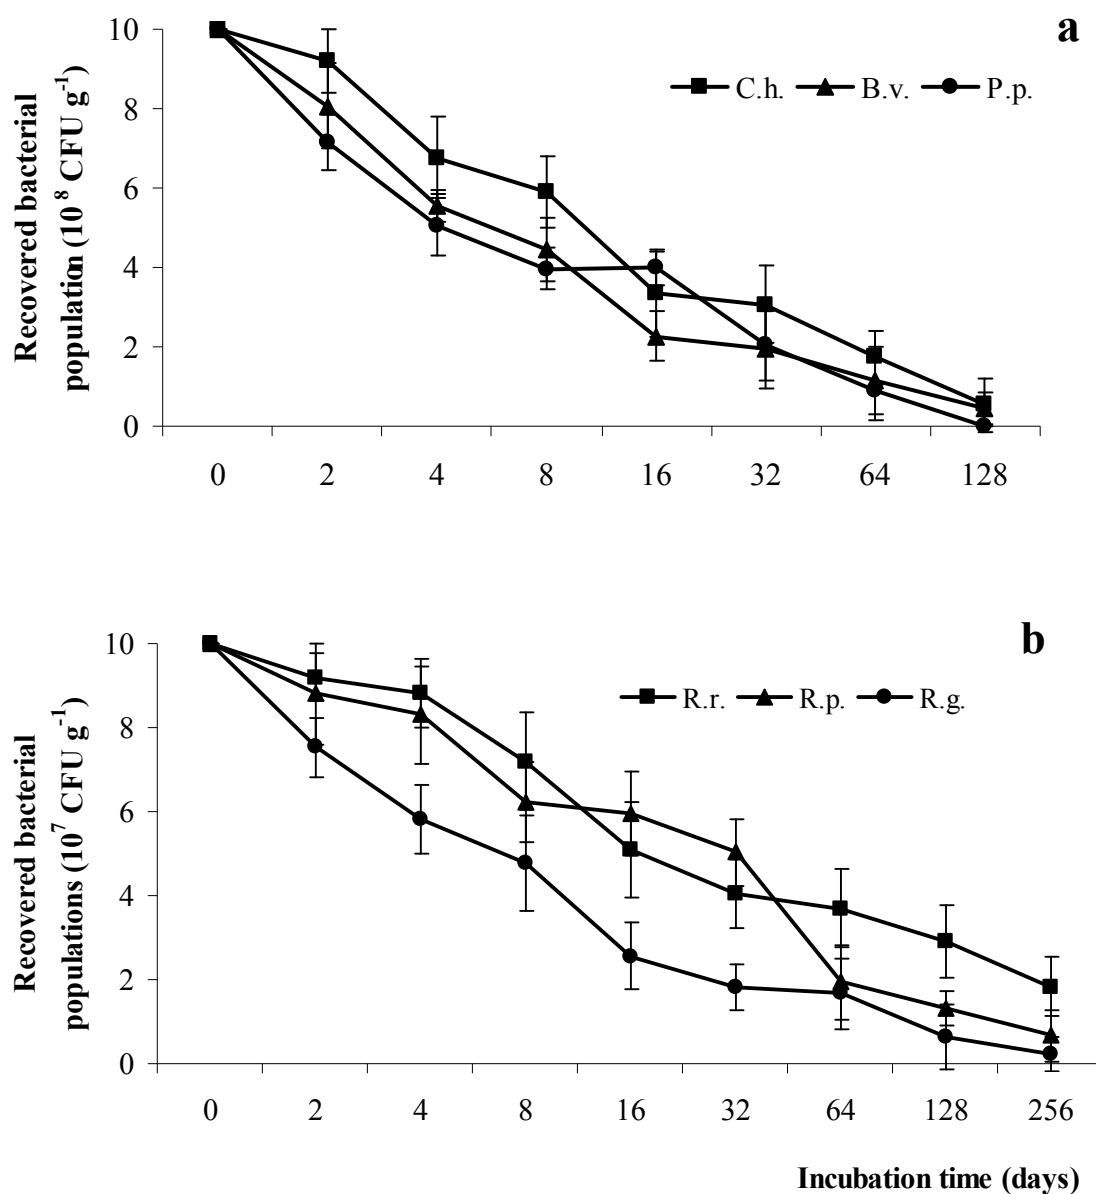 a
Recovered bacterial
population (10⁸ CFU g⁻¹)
C.h. B.v. P.p.
10
8
6
4
2
0
0 2 4 8 16 32 64 128
b
Recovered bacterial
populations (10⁷ CFU g⁻¹)
R.r. R.p. R.g.
10
8
6
4
2
0
0 2 4 8 16 32 64 128 256
Incubation time (days)